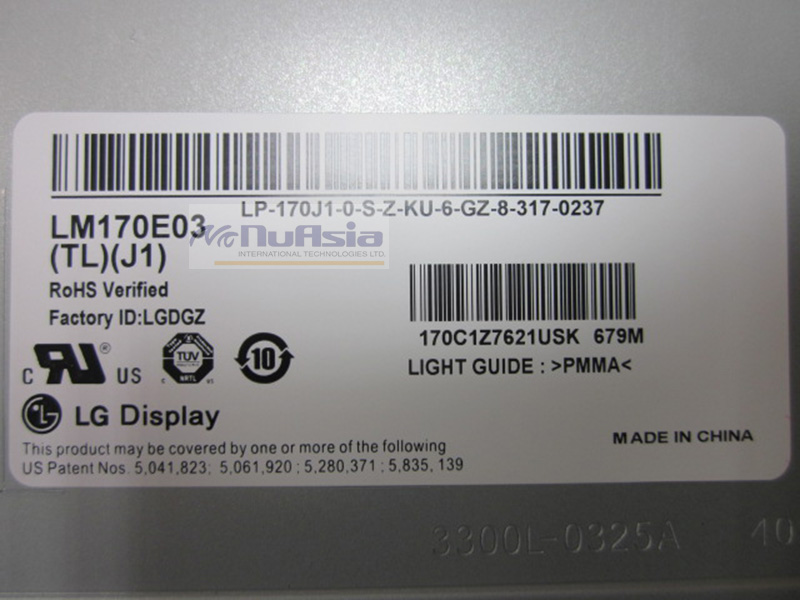 LP-170J1-0-S-Z-KU-6-GZ-8-317-0237
LM170E03
(TL)(J1)
NuAsia
INTERNATIONAL TECHNOLOGIES LTD.
RoHS Verified
Factory ID:LGDGZ
170C1Z7621USK 679M
LIGHT GUIDE : >PMMA<
c RU ® US
TUV
NRTL
10
LG Display
MADE IN CHINA
This product may be covered by one or more of the following
US Patent Nos. 5,041,823; 5,061,920 ; 5,280,371 ; 5,835, 139
3300L-0325A 10